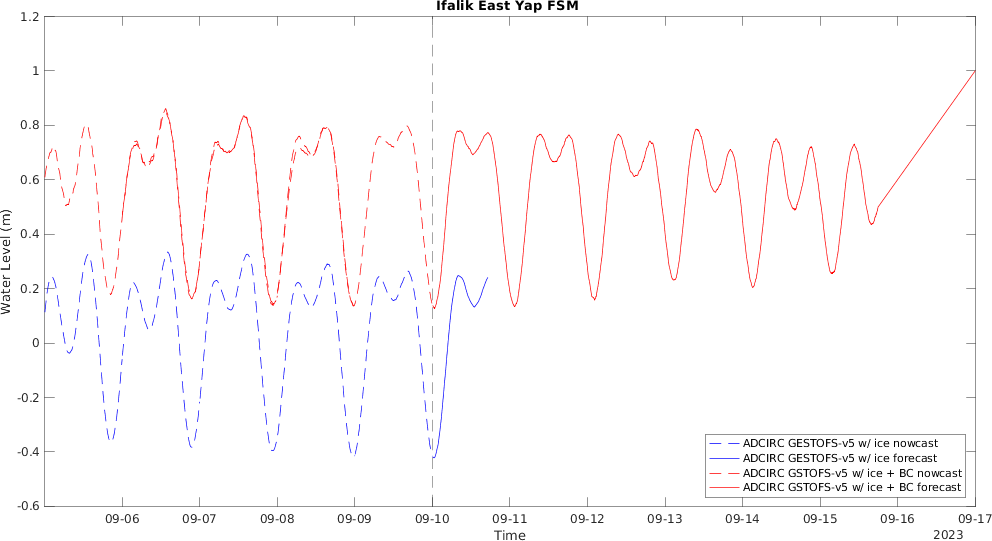 Ifalik East Yap FSM
1.2
1
0.8
0.6
0.4
0.2
0
-0.2
-0.4
-0.6
Water Level (m)
ADCIRC GESTOFS-v5 w/ ice nowcast
ADCIRC GESTOFS-v5 w/ ice forecast
ADCIRC GSTOFS-v5 w/ ice + BC nowcast
ADCIRC GSTOFS-v5 w/ ice + BC forecast
09-06 09-07 09-08 09-09 09-10 09-11 09-12 09-13 09-14 09-15 09-16 09-17
Time
2023